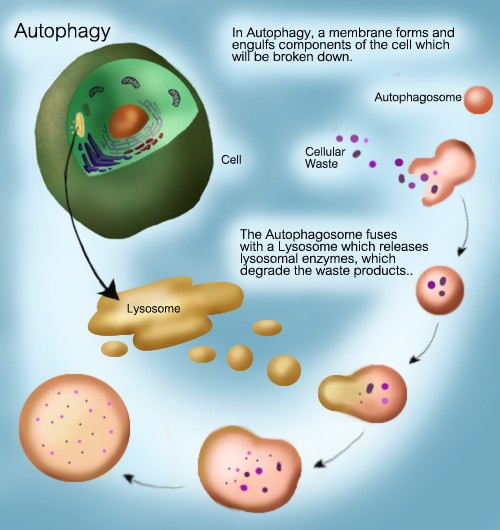 Autophagy
In Autophagy, a membrane forms and
engulfs components of the cell which
will be broken down.
Autophagosome
Cellular
Waste
Cell
The Autophagosome fuses
with a Lysosome which releases
lysosomal enzymes, which
degrade the waste products..
Lysosome